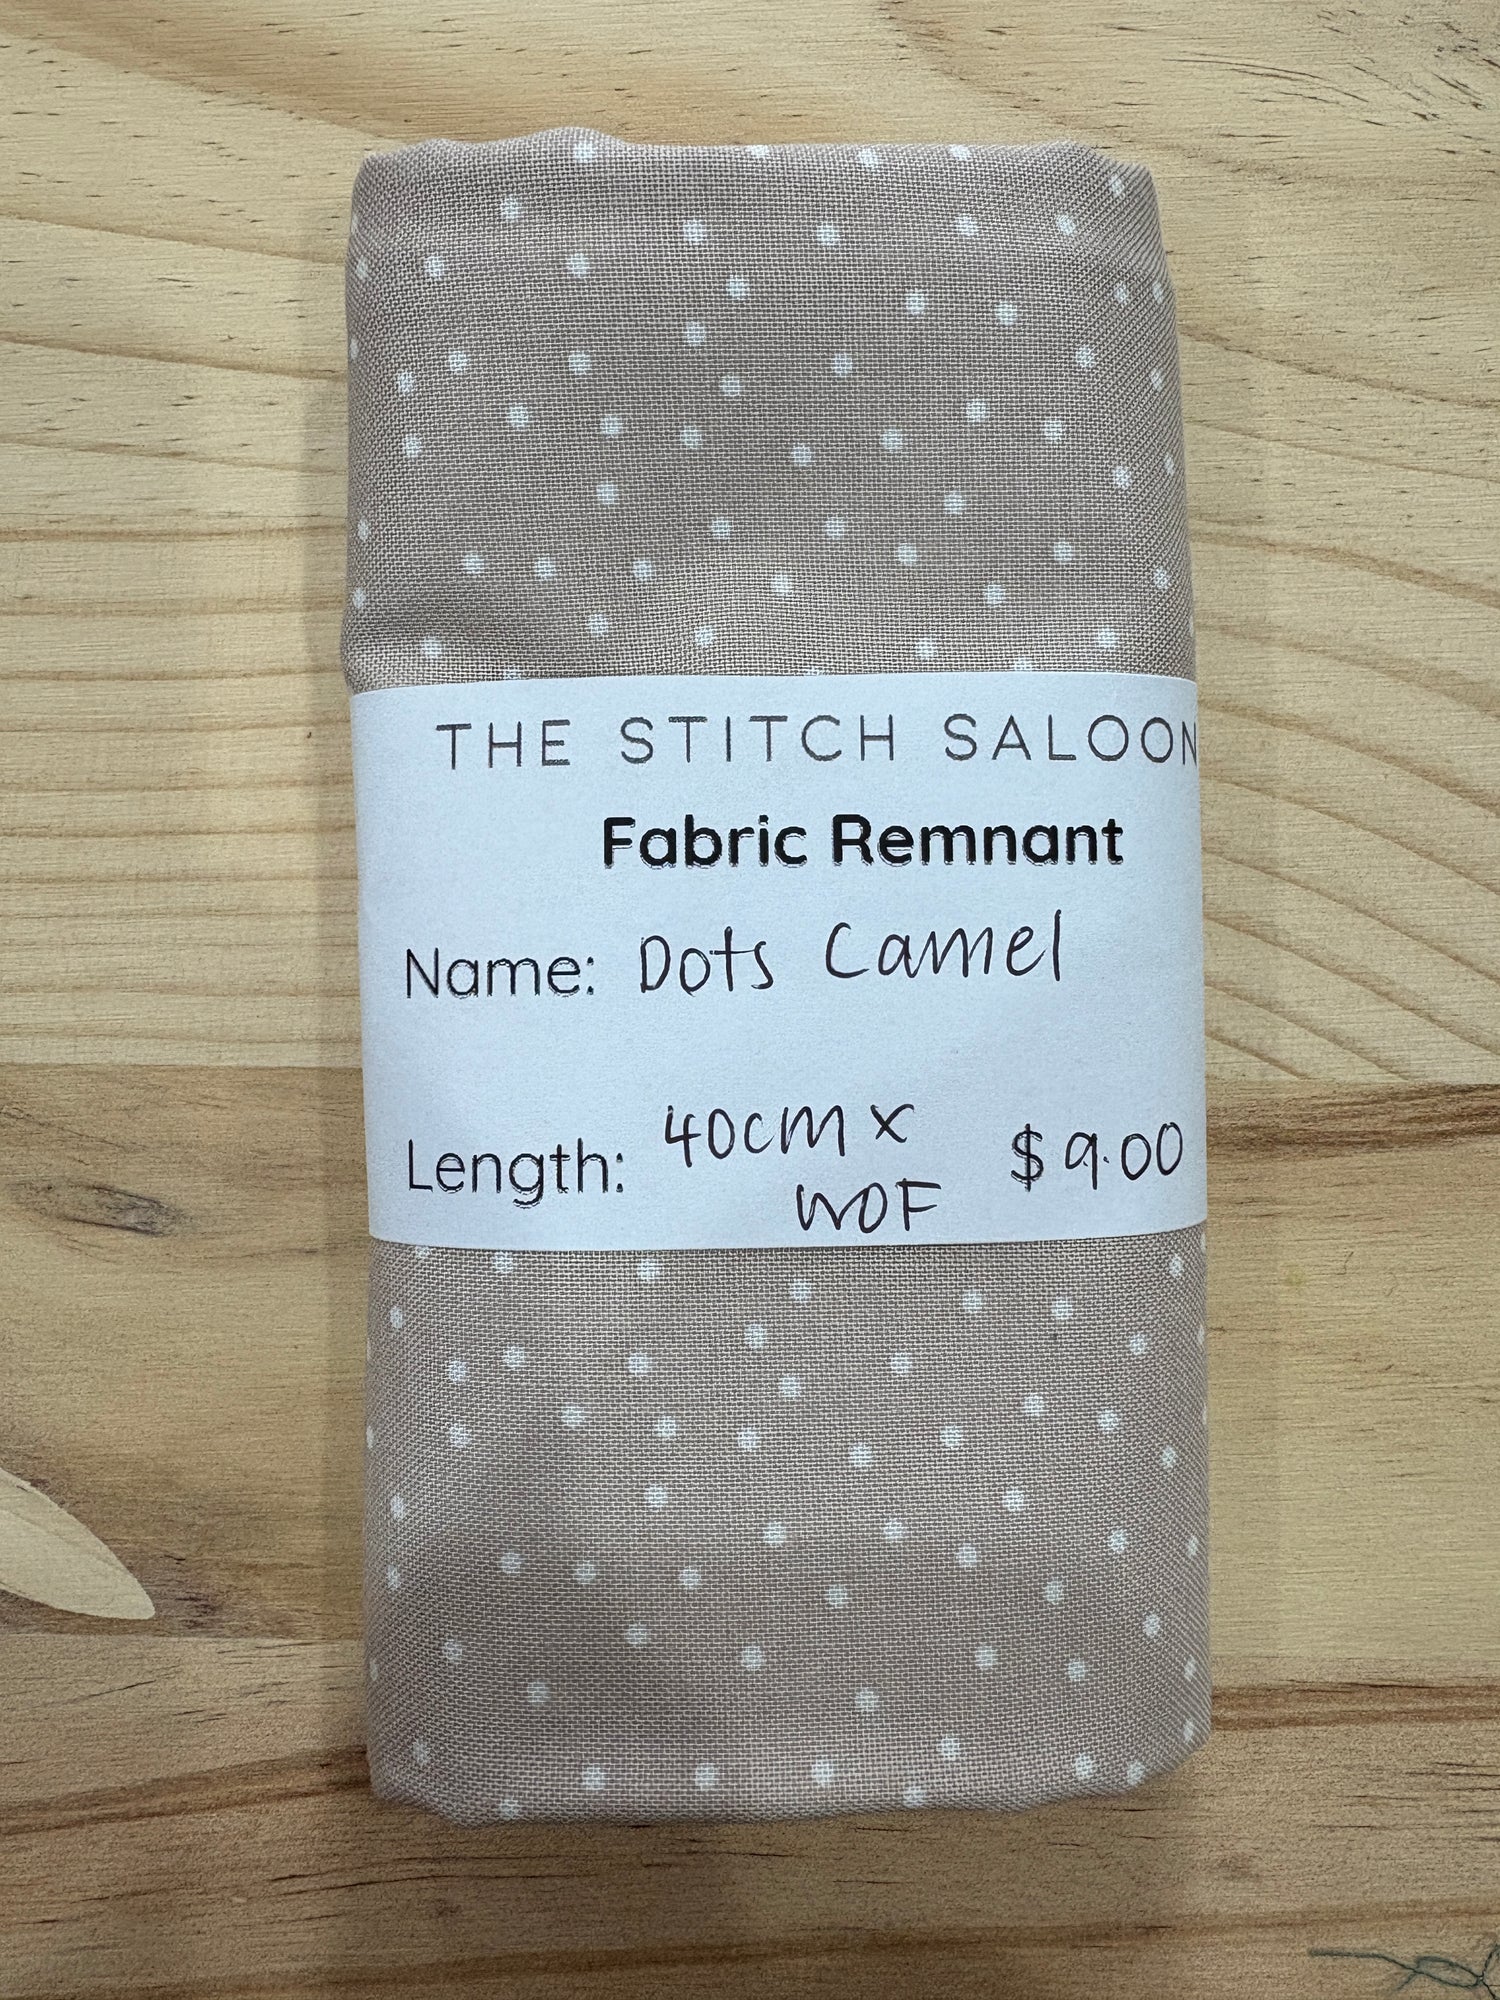 THE STITCH SALOON
Fabric Remnant
Name: Dots Camel
Length: 40cm x $9.00
WOF